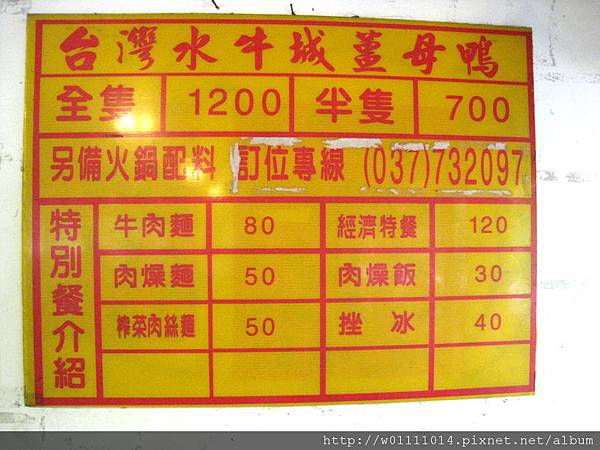 台灣水牛城薑母鴨
全隻 1200 半隻 700
另備火鍋配料 訂位專線 (037)732097
特別餐介紹
牛肉麵 80 經濟特餐 120
肉燥麵 50 肉燥飯 30
榨菜肉絲麵 50 挫冰 40
http://w01111014.pixnet.net/album